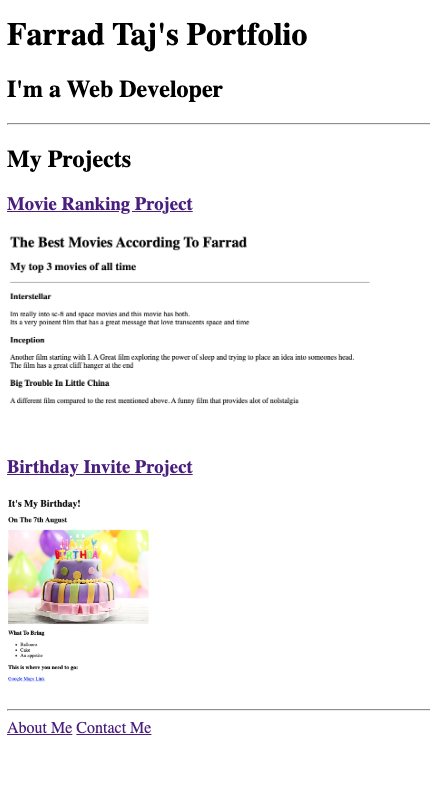 Farrad Taj's Portfolio
I'm a Web Developer
My Projects
Movie Ranking Project
The Best Movies According To Farrad
My top 3 movies of all time
Interstellar
Im really into sc-fi and space movies and this movie has both.
Its a very poinent film that has a great message that love transcents space and time
Inception
Another film starting with I. A Great film exploring the power of sleep and trying to place an idea into someones head.
The film has a great cliff hanger at the end
Big Trouble In Little China
A different film compared to the rest mentioned above. A funny film that provides alot of nolstalgia
Birthday Invite Project
It's My Birthday!
On The 7th August
HAPPY
BIRTHDAY
What To Bring
Cake
An appetite
This is where you need to go:
Google Maps Link
About Me Contact Me